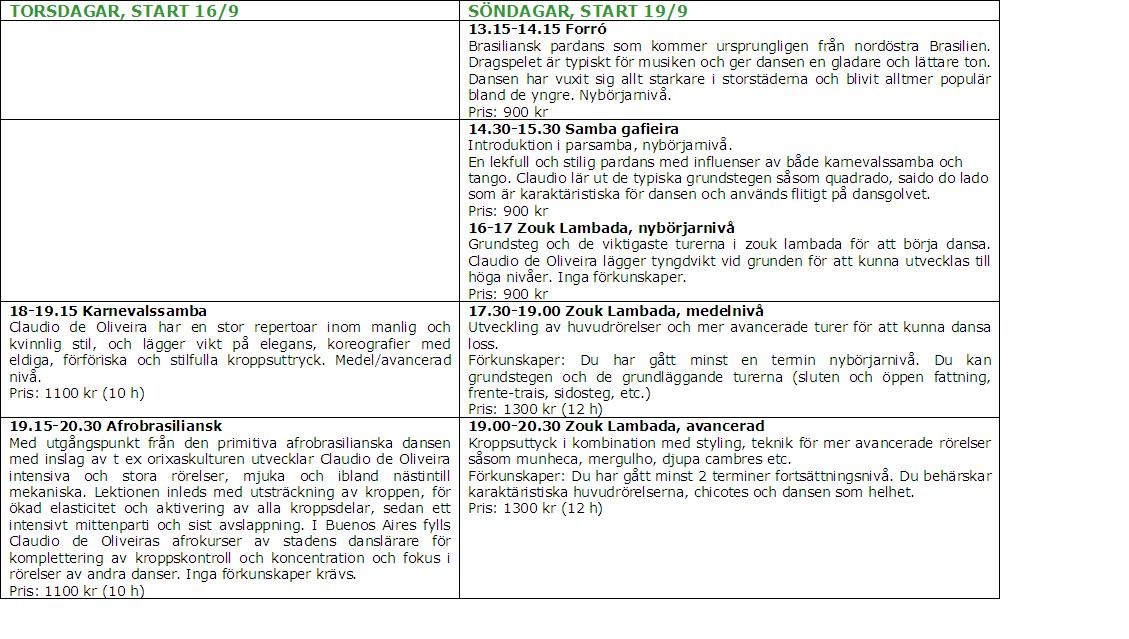 TORSDAGAR, START 16/9
SÖNDAGAR, START 19/9
13.15-14.15 Forró
Brasiliansk pardans som kommer ursprungligen från nordöstra Brasilien.
Dragspelet är typiskt för musiken och ger dansen en gladare och lättare ton.
Dansen har vuxit sig allt starkare i storstäderna och blivit alltmer populär
bland de yngre. Nybörjarnivå.
Pris: 900 kr
14.30-15.30 Samba gafieira
Introduktion i parsamba, nybörjarnivå.
En lekfull och stilig pardans med influenser av både karnevalssamba och
tango. Claudio lär ut de typiska grundstegen såsom quadrado, saido do lado
som är karaktäristiska för dansen och används flitigt på dansgolvet.
Pris: 900 kr
16-17 Zouk Lambada, nybörjarnivå
Grundsteg och de viktigaste turerna i zouk lambada för att börja dansa.
Claudio de Oliveira lägger tyngdvikt vid grunden för att kunna utvecklas till
höga nivåer. Inga förkunskaper.
Pris: 900 kr
18-19.15 Karnevalssamba
Claudio de Oliveira har en stor repertoar inom manlig och
kvinnlig stil, och lägger vikt på elegans, koreografier med
eldiga, förföriska och stilfulla kroppsuttryck. Medel/avancerad
nivå.
Pris: 1100 kr (10 h)
17.30-19.00 Zouk Lambada, medelnivå
Utveckling av huvudrörelser och mer avancerade turer för att kunna dansa
loss.
Förkunskaper: Du har gått minst en termin nybörjarnivå. Du kan
grundstegen och de grundläggande turerna (sluten och öppen fattning,
frente-trais, sidosteg, etc.)
Pris: 1300 kr (12 h)
19.15-20.30 Afrobrasiliansk
Med utgångspunkt från den primitiva afrobrasilianska dansen
med inslag av t ex orixaskulturen utvecklar Claudio de Oliveira
intensiva och stora rörelser, mjuka och ibland nästintill
mekaniska. Lektionen inleds med utsträckning av kroppen, för
ökad elasticitet och aktivering av alla kroppsdelar, sedan ett
intensivt mittenparti och sist avslappning. I Buenos Aires fylls
Claudio de Oliveiras afrokurser av stadens danslärare för
komplettering av kroppskontroll och koncentration och fokus i
rörelser av andra danser. Inga förkunskaper krävs.
Pris: 1100 kr (10 h)
19.00-20.30 Zouk Lambada, avancerad
Kroppsuttyck i kombination med styling, teknik för mer avancerade rörelser
såsom munheca, mergulho, djupa cambres etc.
Förkunskaper: Du har gått minst 2 terminer fortsättningsnivå. Du behärskar
karaktäristiska huvudrörelserna, chicotes och dansen som helhet.
Pris: 1300 kr (12 h)